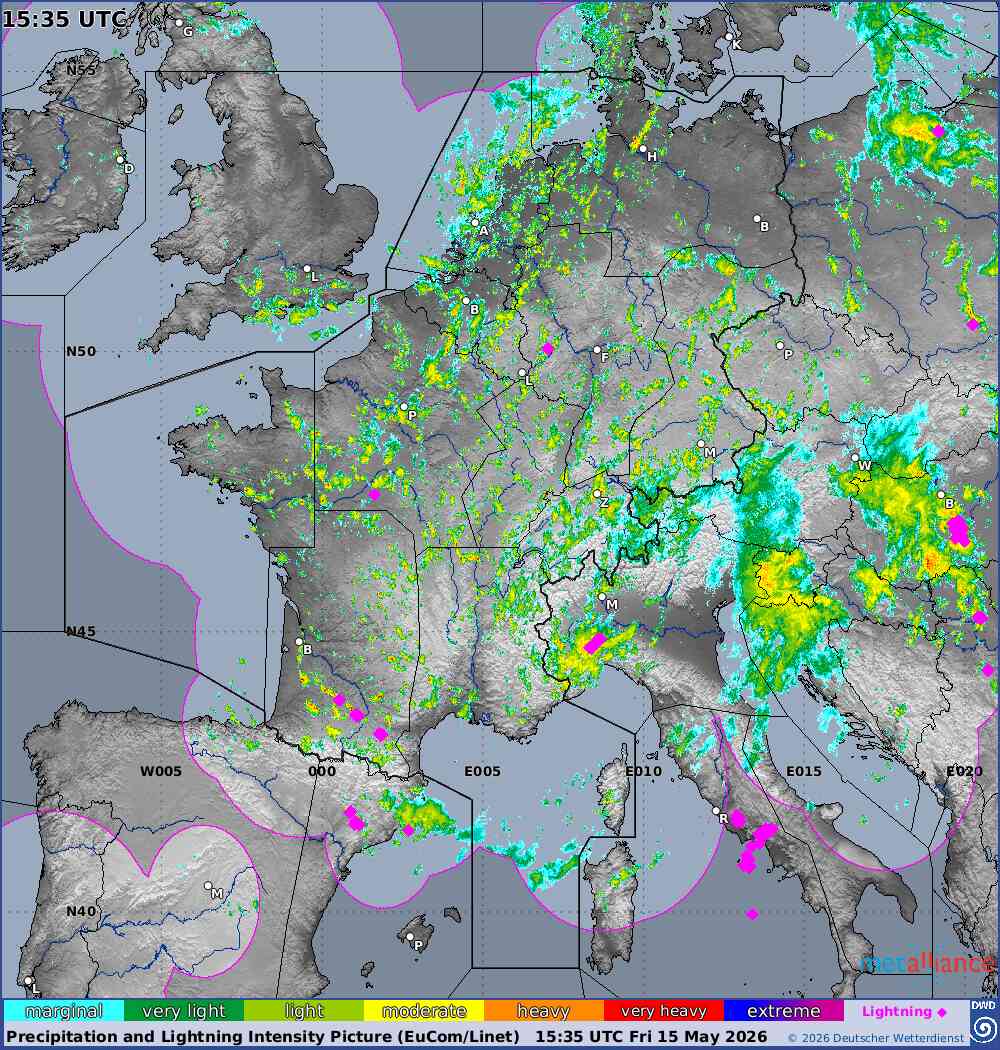 15:35 UTC
G
K
N55
D
H
A
B
L
B
N50
F
P
L
P
M
W
Z
B
M
N45
B
W005
000
E005
E010
E015
E020
R
M
N40
P
L
metalliance
marginal very light light moderate heavy very heavy extreme Lightning
DWD
Precipitation and Lightning Intensity Picture (EuCom/Linet) 15:35 UTC Fri 15 May 2026 © 2026 Deutscher Wetterdienst